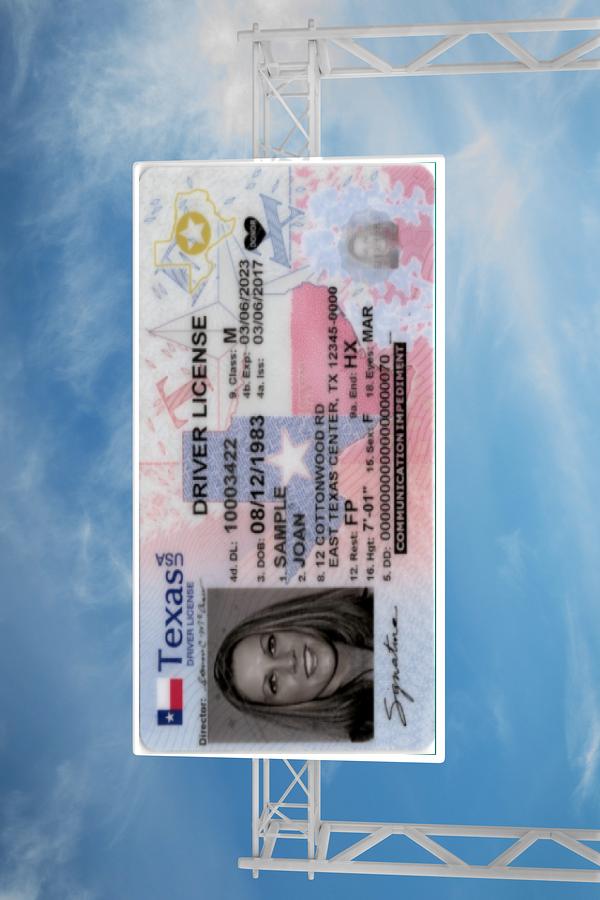 Texas USA
DRIVER LICENSE
DRIVER LICENSE
Director:
4d. DL: 10003422 9. Class: M
3. DOB: 08/12/1983 4b. Exp: 03/06/2023
4a. Iss: 03/06/2017
DONOR
1. SAMPLE
2. JOAN
8. 12 COTTONWOOD RD
EAST TEXAS CENTER, TX 12345-0000
12. Rest: FP 9a. End: HX
16. Hgt: 7'-01" 15. Sex: F 18. Eyes: MAR
5. DD: 00000000000000000070
COMMUNICATION IMPEDIMENT
Signature